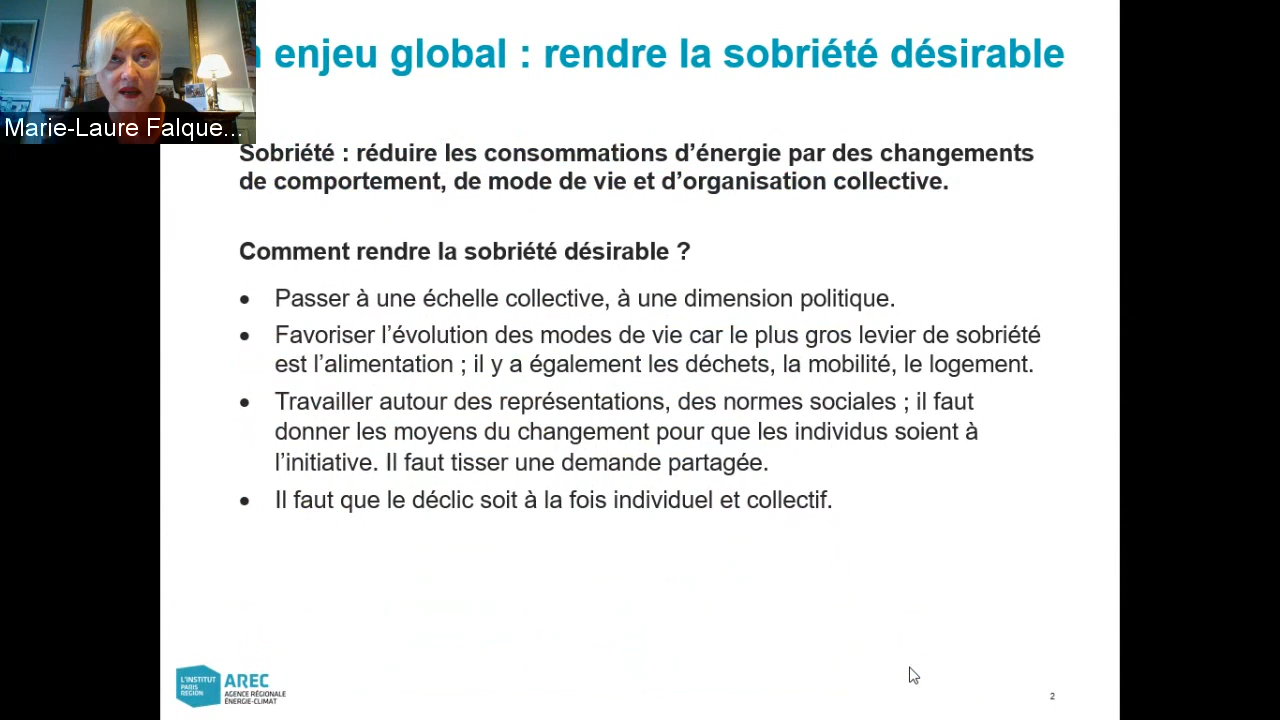 enjeu global : rendre la sobriété désirable
Marie-Laure Falque...
Sobriété : réduire les consommations d’énergie par des changements
de comportement, de mode de vie et d’organisation collective.
Comment rendre la sobriété désirable ?
• Passer à une échelle collective, à une dimension politique.
• Favoriser l’évolution des modes de vie car le plus gros levier de sobriété
est l’alimentation ; il y a également les déchets, la mobilité, le logement.
• Travailler autour des représentations, des normes sociales ; il faut
donner les moyens du changement pour que les individus soient à
l’initiative. Il faut tisser une demande partagée.
• Il faut que le déclic soit à la fois individuel et collectif.
L’INSTITUT
PARIS
REGION
AREC
AGENCE RÉGIONALE
ÉNERGIE-CLIMAT
2